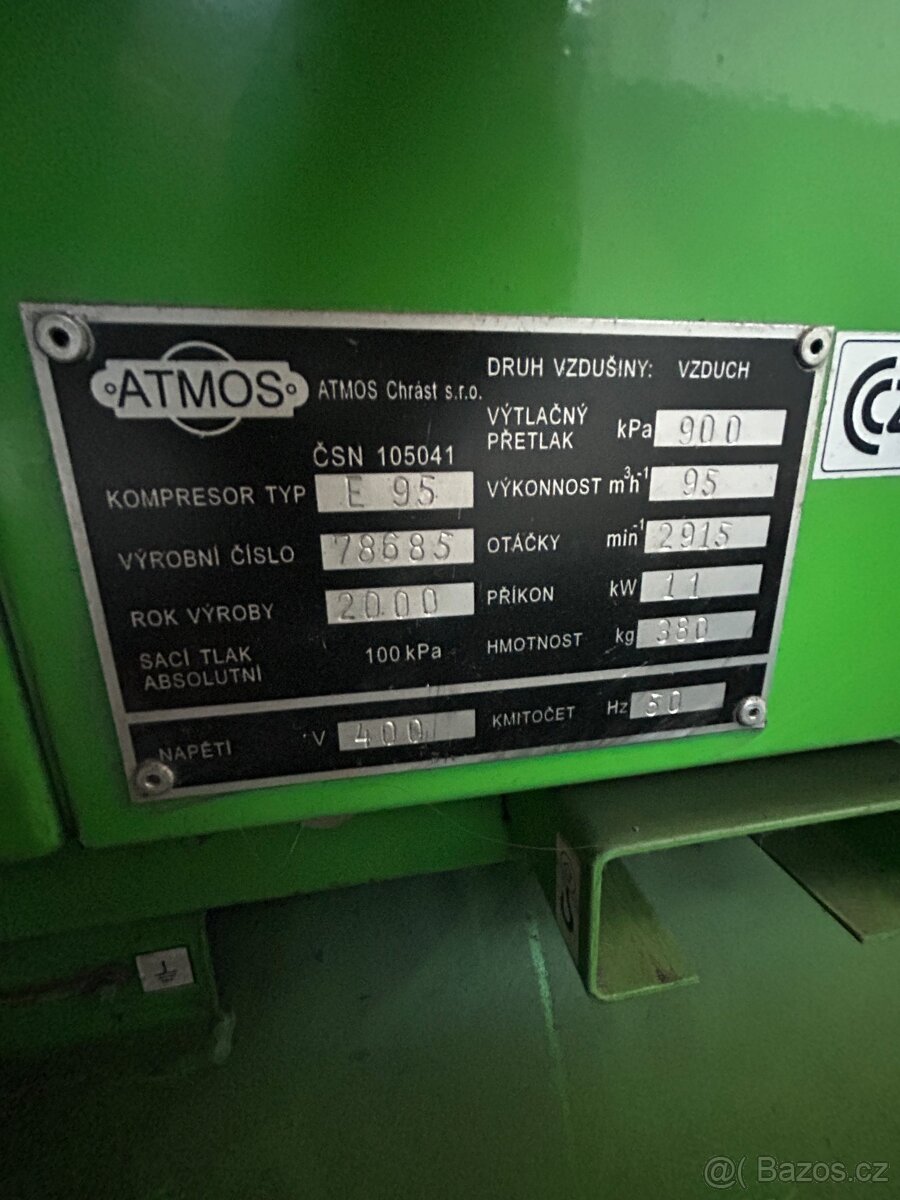 ATMOS
ATMOS Chrást s.r.o.
ČSN 105041
KOMPRESOR TYP E 95
VÝROBNÍ ČÍSLO 78685
ROK VÝROBY 2000
SACÍ TLAK
ABSOLUTNÍ 100 kPa
DRUH VZDUŠINY: VZDUCH
VÝTLAČNÝ
PŘETLAK kPa 900
VÝKONNOST m³h⁻¹ 95
OTÁČKY min⁻¹ 2915
PŘÍKON kW 11
HMOTNOST kg 380
NAPĚTÍ V 400
KMITOČET Hz 50
@( Bazos.cz